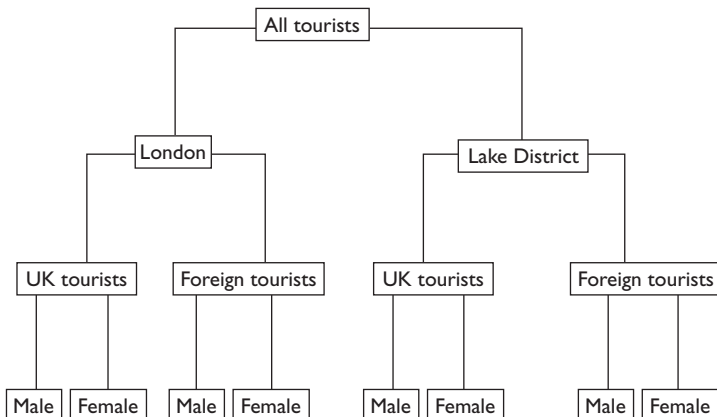 All tourists
London
Lake District
UK tourists
Foreign tourists
UK tourists
Foreign tourists
Male
Female
Male
Female
Male
Female
Male
Female